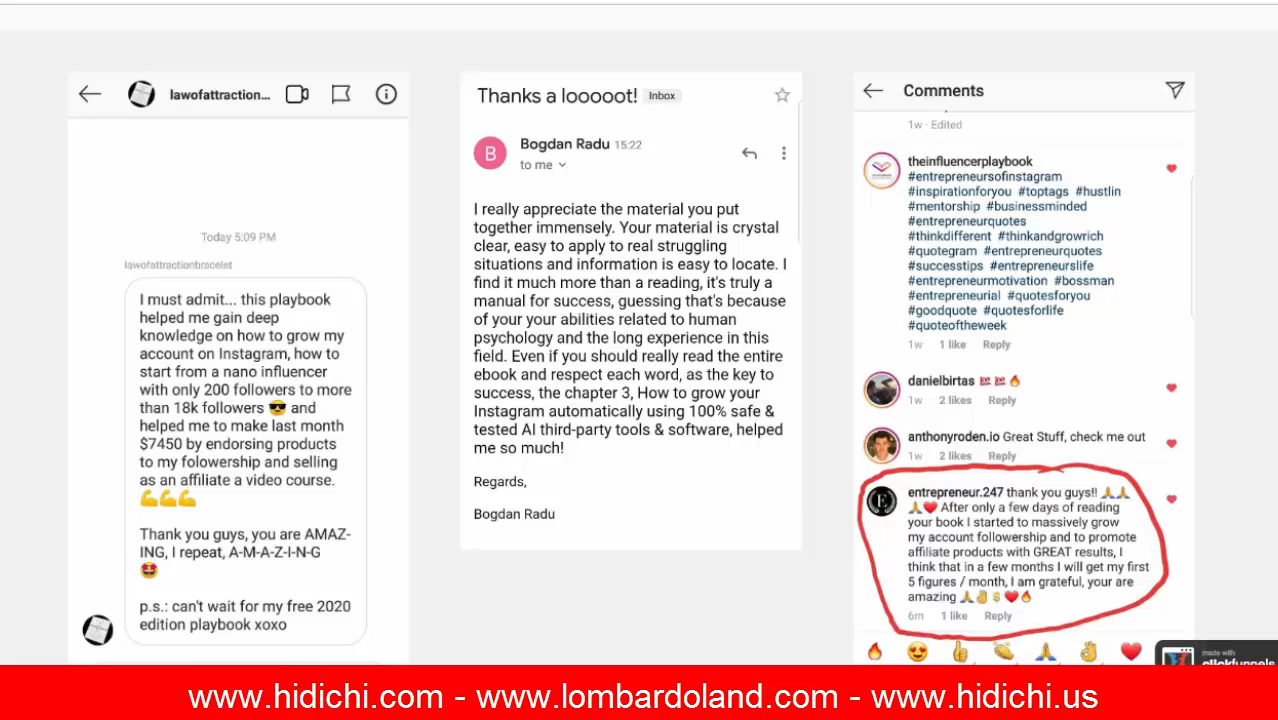 lawofattraction...
Today 5:09 PM
lawofattractionbracelet
I must admit... this playbook
helped me gain deep
knowledge on how to grow my
account on Instagram, how to
start from a nano influencer
with only 200 followers to more
than 18k followers 😎 and
helped me to make last month
$7450 by endorsing products
to my folowership and selling
as an affiliate a video course.
💪💪💪
Thank you guys, you are AMAZ-
ING, I repeat, A-M-A-Z-I-N-G
🤩
p.s.: can't wait for my free 2020
edition playbook xoxo
Thanks a looooot! Inbox
B
Bogdan Radu 15:22
to me
I really appreciate the material you put
together immensely. Your material is crystal
clear, easy to apply to real struggling
situations and information is easy to locate. I
find it much more than a reading, it's truly a
manual for success, guessing that's because
of your your abilities related to human
psychology and the long experience in this
field. Even if you should really read the entire
ebook and respect each word, as the key to
success, the chapter 3, How to grow your
Instagram automatically using 100% safe &
tested AI third-party tools & software, helped
me so much!
Regards,
Bogdan Radu
Comments
1w · Edited
theinfluencerplaybook
#entrepreneursofinstagram
#inspirationforyou #toptags #hustlin
#mentorship #businessminded
#entrepreneurquotes
#thinkdifferent #thinkandgrowrich
#quotegram #entrepreneurquotes
#successtips #entrepreneurslife
#entrepreneurmotivation #bossman
#entrepreneurial #quotesforyou
#goodquote #quotesforlife
#quoteoftheweek
1w 1 like Reply
danielbirtas 💯 💯 🔥
1w 2 likes Reply
anthonyroden.io Great Stuff, check me out
1w 2 likes Reply
E
entrepreneur.247 thank you guys!! 🙏🙏
🙏❤️ After only a few days of reading
your book I started to massively grow
my account followership and to promote
affiliate products with GREAT results, I
think that in a few months I will get my first
5 figures / month, I am grateful, your are
amazing 🙏👌💲❤️🔥
6m 1 like Reply
made with
clickfunnels
www.hidichi.com - www.lombardoland.com - www.hidichi.us